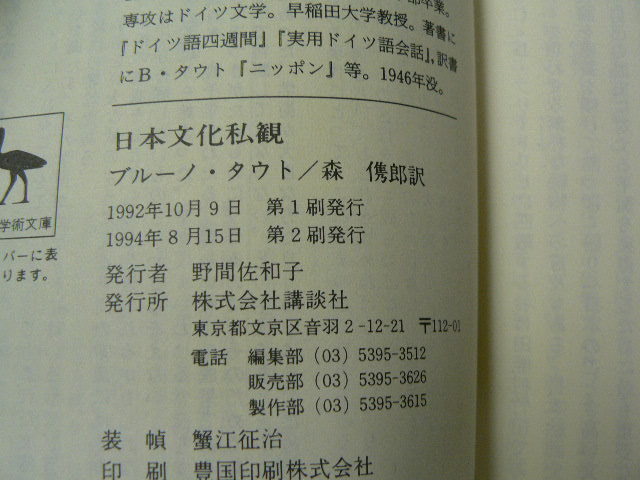 部卒業。
専攻はドイツ文学。早稲田大学教授。著書に
『ドイツ語四週間』『実用ドイツ語会話』,訳書
にB・タウト『ニッポン』等。1946年没。
日本文化私観
ブルーノ・タウト/森 儁郎訳
1992年10月9日 第1刷発行
1994年8月15日 第2刷発行
発行者 野間佐和子
発行所 株式会社講談社
東京都文京区音羽2-12-21 〒112-01
電話 編集部 (03) 5395-3512
販売部 (03) 5395-3626
製作部 (03) 5395-3615
装 幀 蟹江征治
印 刷 豊国印刷株式会社
学術文庫
バーに表
ります。